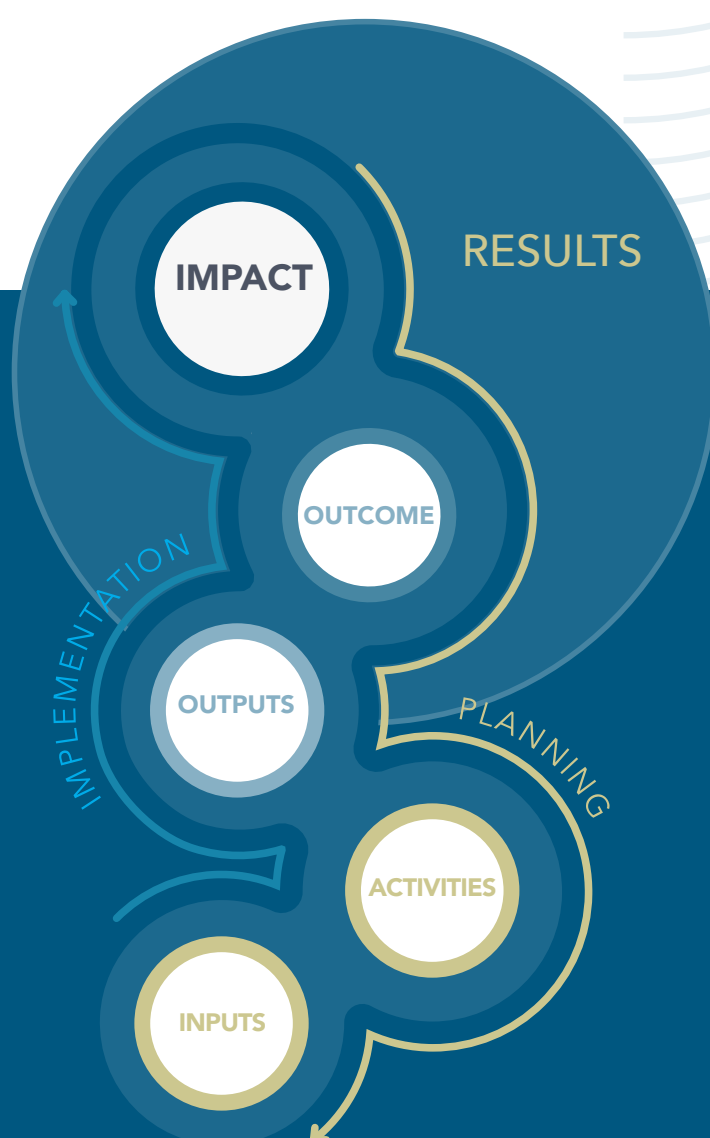 RESULTS
IMPACT
OUTCOME
IMPLEMENTATION
OUTPUTS
PLANNING
ACTIVITIES
INPUTS